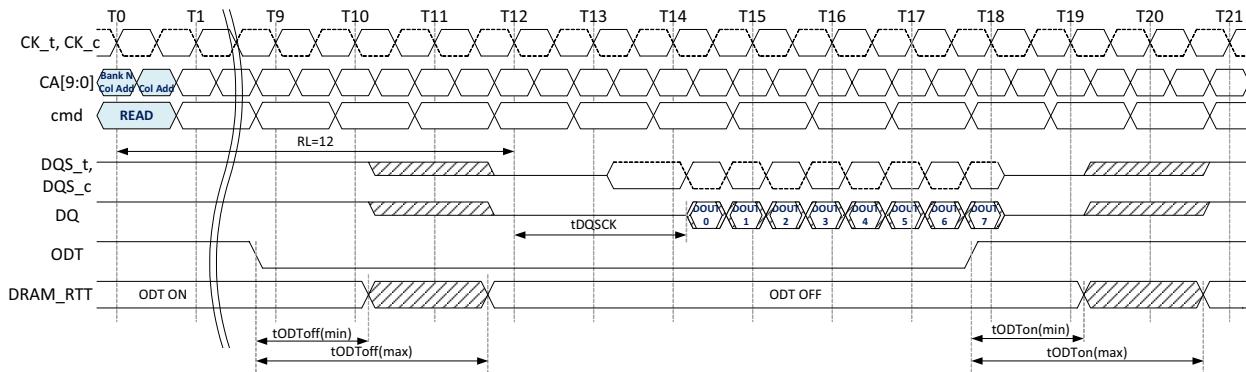 T0 T1 T9 T10 T11 T12 T13 T14 T15 T16 T17 T18 T19 T20 T21
CK_t, CK_c
CA[9:0] Bank N Col Add Col Add
cmd READ
RL=12
DQS_t,
DQS_c
DQ DOUT 0 DOUT 1 DOUT 2 DOUT 3 DOUT 4 DOUT 5 DOUT 6 DOUT 7
tDQSCK
ODT
DRAM_RTT ODT ON ODT OFF
tODToff(min) tODTon(min)
tODToff(max) tODTon(max)